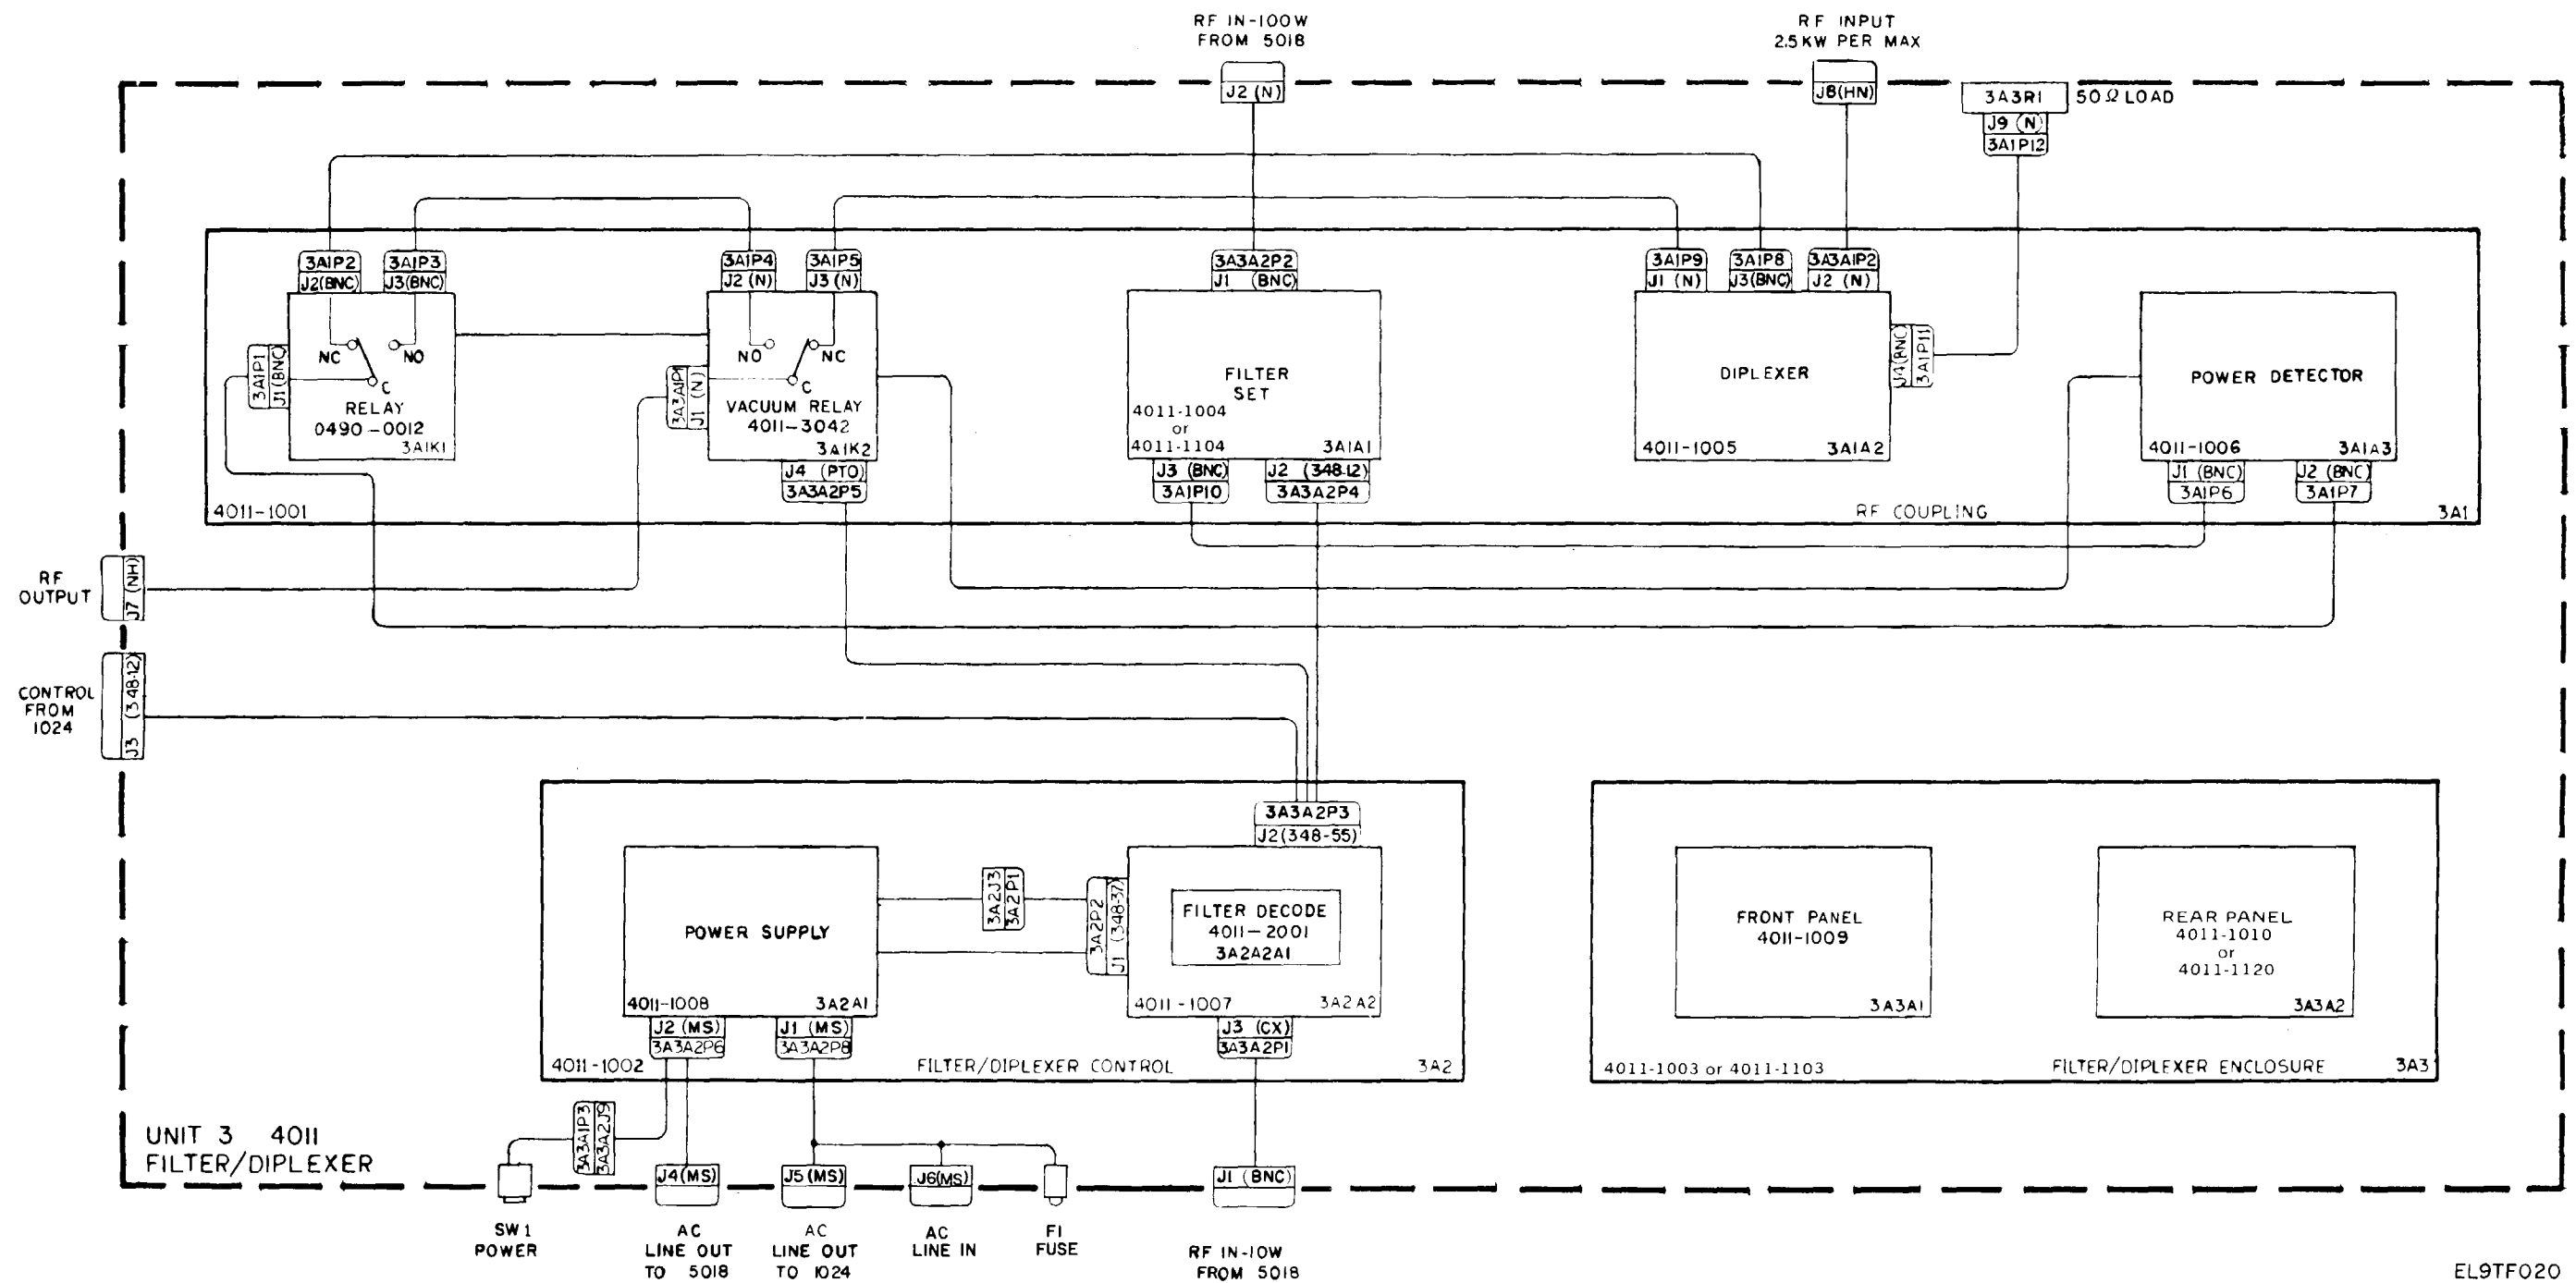 RF IN-100W
FROM 5018
J2 (N)
RF INPUT
2.5KW PER MAX
J8(HN)
3A3R1
50Ω LOAD
J9 (N)
3A1P12
3A1P2
J2(BNC)
3A1P3
J3(BNC)
3A1P4
J2 (N)
3A1P5
J3 (N)
3A3A2P2
J1 (BNC)
3A1P9
J1 (N)
3A1P8
J3(BNC)
3A3A1P2
J2 (N)
3A1P1
J1(BNC)
NC
NO
C
RELAY
0490-0012
3A1K1
3A3A1P1
J1 (N)
NO
NC
C
VACUUM RELAY
4011-3042
3A1K2
J4 (PTO)
3A3A2P5
FILTER
SET
4011-1004
or
4011-1104
3A1A1
J3 (BNC)
3A1P10
J2 (348-12)
3A3A2P4
DIPLEXER
4011-1005
3A1A2
J4(BNC)
3A1P11
POWER DETECTOR
4011-1006
3A1A3
J1 (BNC)
3A1P6
J2 (BNC)
3A1P7
4011-1001
RF COUPLING
3A1
RF
OUTPUT
J7 (NH)
CONTROL
FROM
1024
J3 (348-12)
3A3A2P3
J2(348-55)
POWER SUPPLY
4011-1008
3A2A1
3A2J3
3A2P1
3A2P2
J1 (348-37)
FILTER DECODE
4011-2001
3A2A2A1
4011-1007
3A2A2
J2 (MS)
3A3A2P6
J1 (MS)
3A3A2P8
J3 (CX)
3A3A2P1
4011-1002
FILTER/DIPLEXER CONTROL
3A2
FRONT PANEL
4011-1009
3A3A1
REAR PANEL
4011-1010
or
4011-1120
3A3A2
4011-1003 or 4011-1103
FILTER/DIPLEXER ENCLOSURE
3A3
UNIT 3 4011
FILTER/DIPLEXER
3A3A1P3
3A3A2J9
J4(MS)
J5(MS)
J6(MS)
J1 (BNC)
SW1
POWER
AC
LINE OUT
TO 5018
AC
LINE OUT
TO 1024
AC
LINE IN
F1
FUSE
RF IN-10W
FROM 5018
EL9TF020